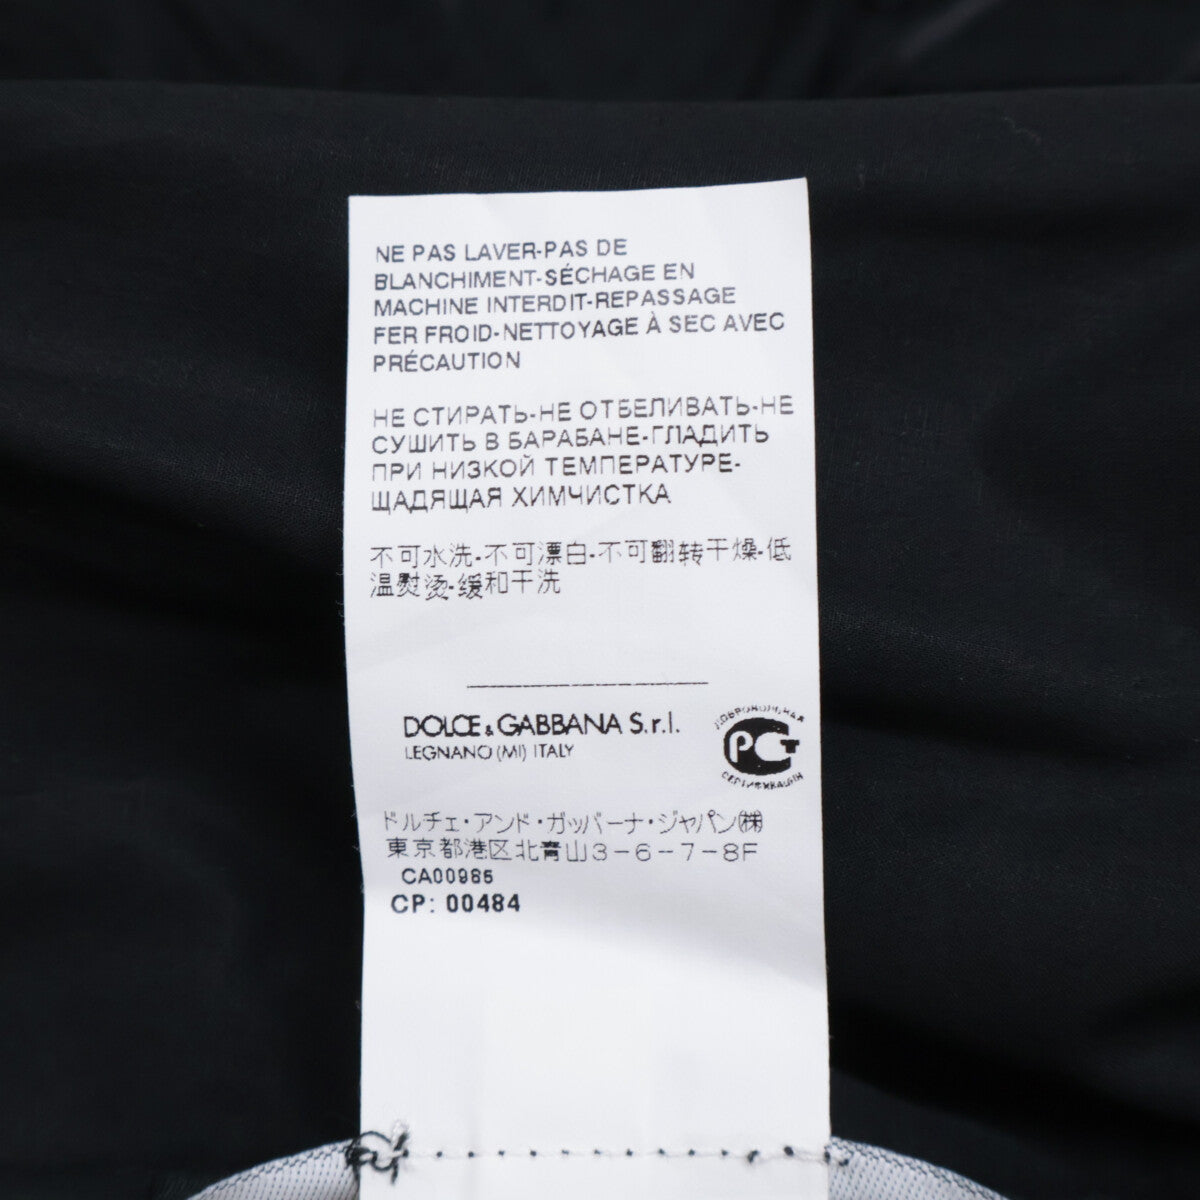 NE PAS LAVER-PAS DE
BLANCHIMENT-SÉCHAGE EN
MACHINE INTERDIT-REPASSAGE
FER FROID-NETTOYAGE À SEC AVEC
PRÉCAUTION
НЕ СТИРАТЬ-НЕ ОТБЕЛИВАТЬ-НЕ
СУШИТЬ В БАРАБАНЕ-ГЛАДИТЬ
ПРИ НИЗКОЙ ТЕМПЕРАТУРЕ-
ЩАДЯЩАЯ ХИМЧИСТКА
不可水洗-不可漂白-不可翻转干燥-低
温熨烫-缓和干洗
DOLCE & GABBANA S.r.l.
LEGNANO (MI) ITALY
ДОБРОВОЛЬНАЯ
РСТ
СЕРТИФИКАЦИЯ
ドルチェ・アンド・ガッバーナ・ジャパン㈱
東京都港区北青山3-6-7-8F
CA00985
CP: 00484